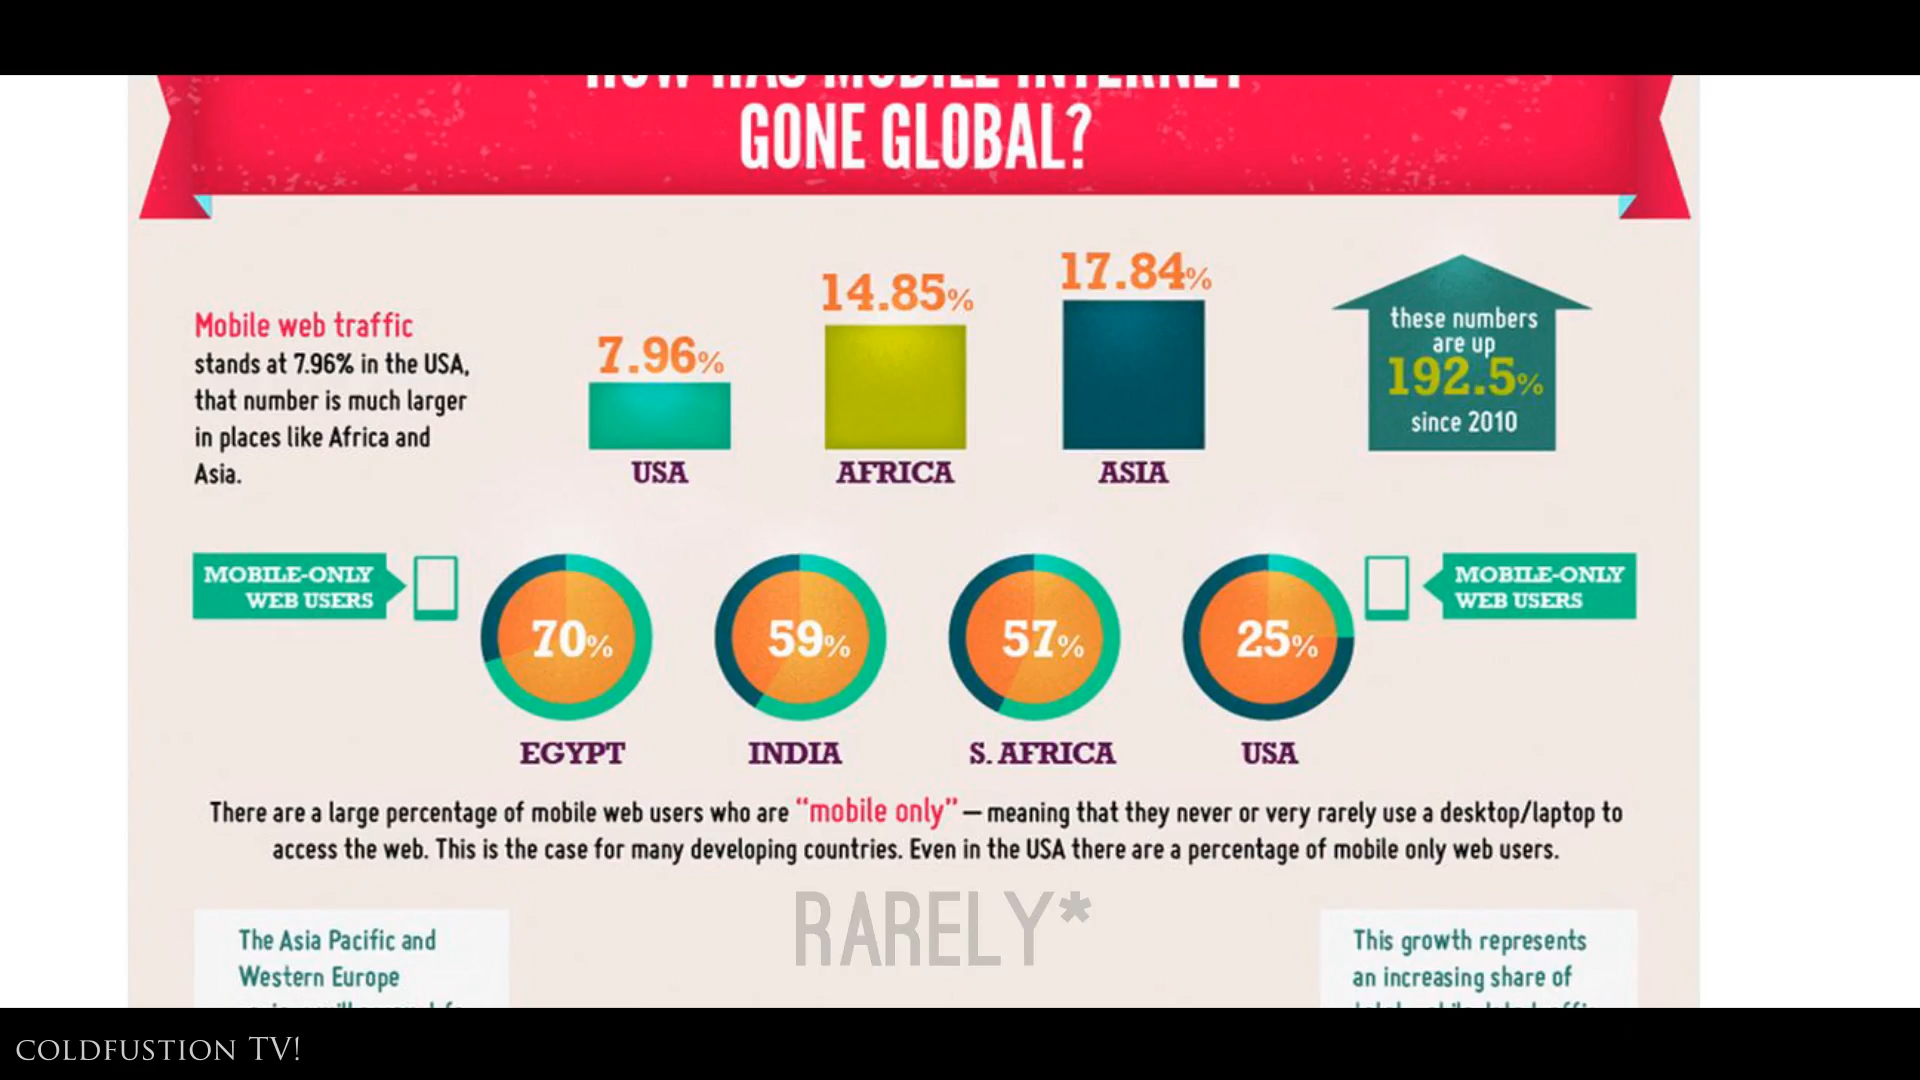 HOW HAS MOBILE INTERNET
GONE GLOBAL?
Mobile web traffic
stands at 7.96% in the USA,
that number is much larger
in places like Africa and
Asia.
7.96%
USA
14.85%
AFRICA
17.84%
ASIA
these numbers
are up
192.5%
since 2010
MOBILE-ONLY
WEB USERS
70%
EGYPT
59%
INDIA
57%
S. AFRICA
25%
USA
MOBILE-ONLY
WEB USERS
There are a large percentage of mobile web users who are “mobile only” – meaning that they never or very rarely use a desktop/laptop to
access the web. This is the case for many developing countries. Even in the USA there are a percentage of mobile only web users.
RARELY*
The Asia Pacific and
Western Europe
This growth represents
an increasing share of
COLDFUSTION TV!